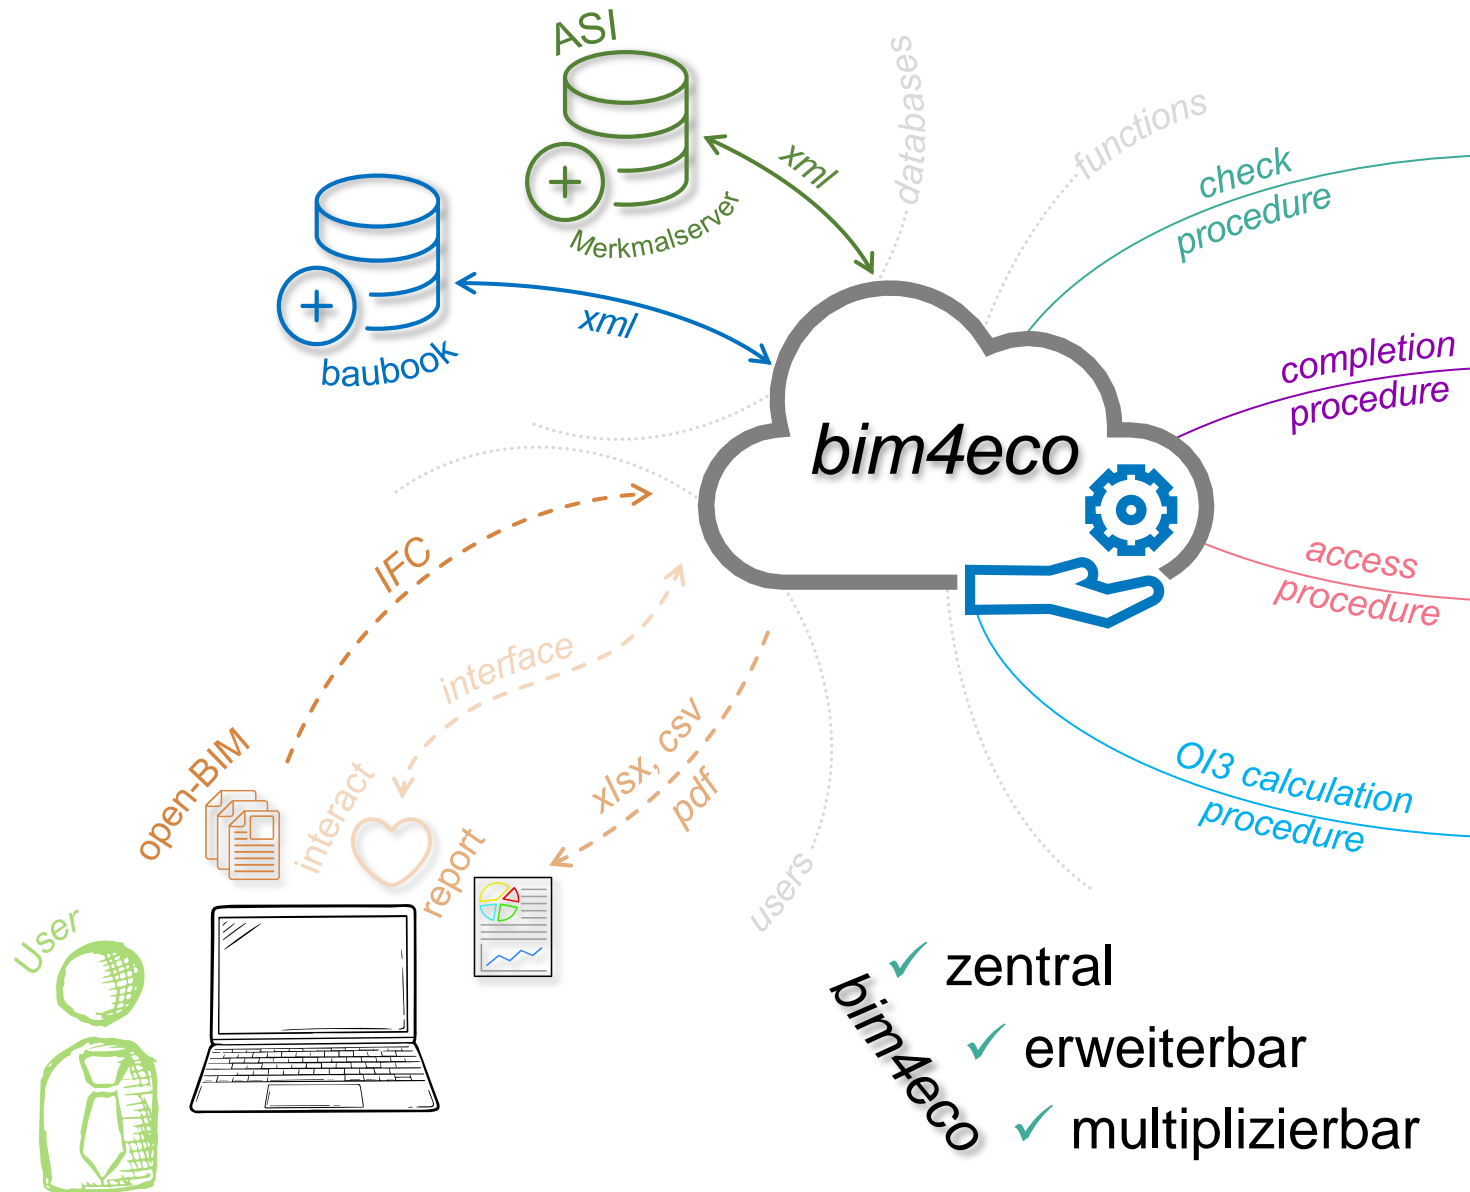 ASI
Merkmalserver
xml
databases
functions
check
procedure
baubook
xml
completion
procedure
bim4eco
access
procedure
IFC
interface
xlsx, csv
pdf
OI3 calculation
procedure
open-BIM
interact
report
users
User
bim4eco
✓ zentral
✓ erweiterbar
✓ multiplizierbar